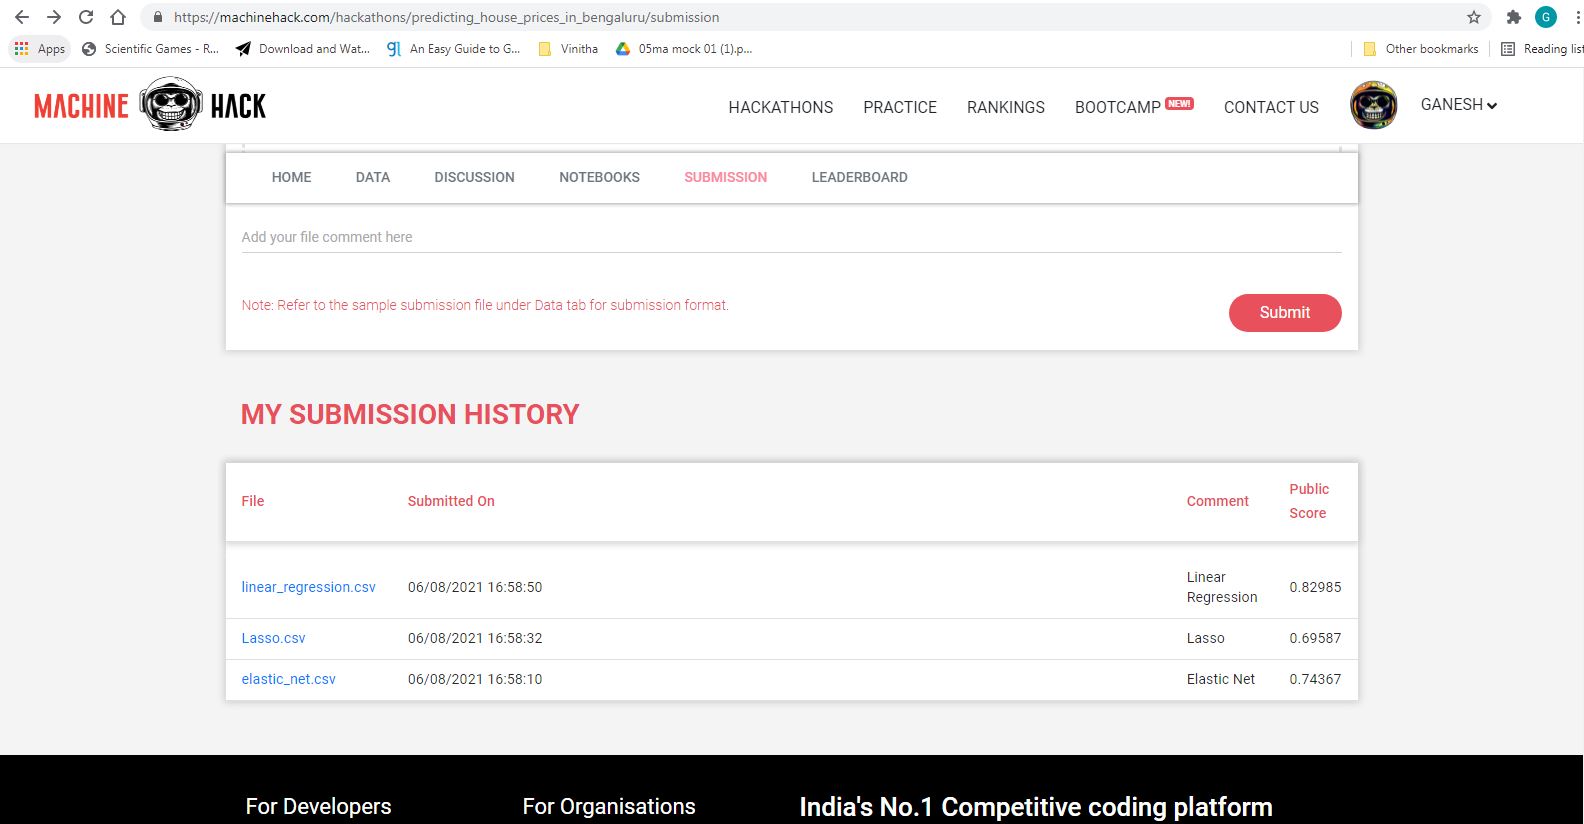 https://machinehack.com/hackathons/predicting_house_prices_in_bengaluru/submission
G
Apps Scientific Games - R... Download and Wat... gl An Easy Guide to G... Vinitha 05ma mock 01 (1).p... Other bookmarks Reading list
MACHINE HACK HACKATHONS PRACTICE RANKINGS BOOTCAMP NEW! CONTACT US GANESH
HOME DATA DISCUSSION NOTEBOOKS SUBMISSION LEADERBOARD
Add your file comment here
Note: Refer to the sample submission file under Data tab for submission format.
Submit
MY SUBMISSION HISTORY
File Submitted On Comment Public Score
linear_regression.csv 06/08/2021 16:58:50 Linear Regression 0.82985
Lasso.csv 06/08/2021 16:58:32 Lasso 0.69587
elastic_net.csv 06/08/2021 16:58:10 Elastic Net 0.74367
For Developers For Organisations India's No.1 Competitive coding platform